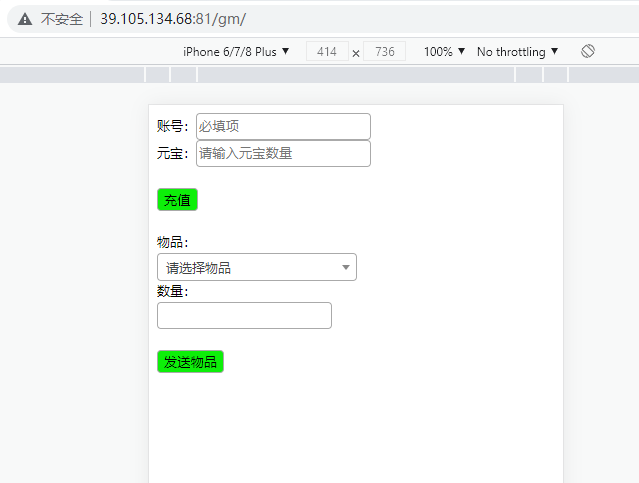 不安全 | 39.105.134.68:81/gm/
iPhone 6/7/8 Plus ▼ 414 × 736 100% ▼ No throttling ▼
账号： 必填项
元宝： 请输入元宝数量
充值
物品：
请选择物品
数量：
发送物品